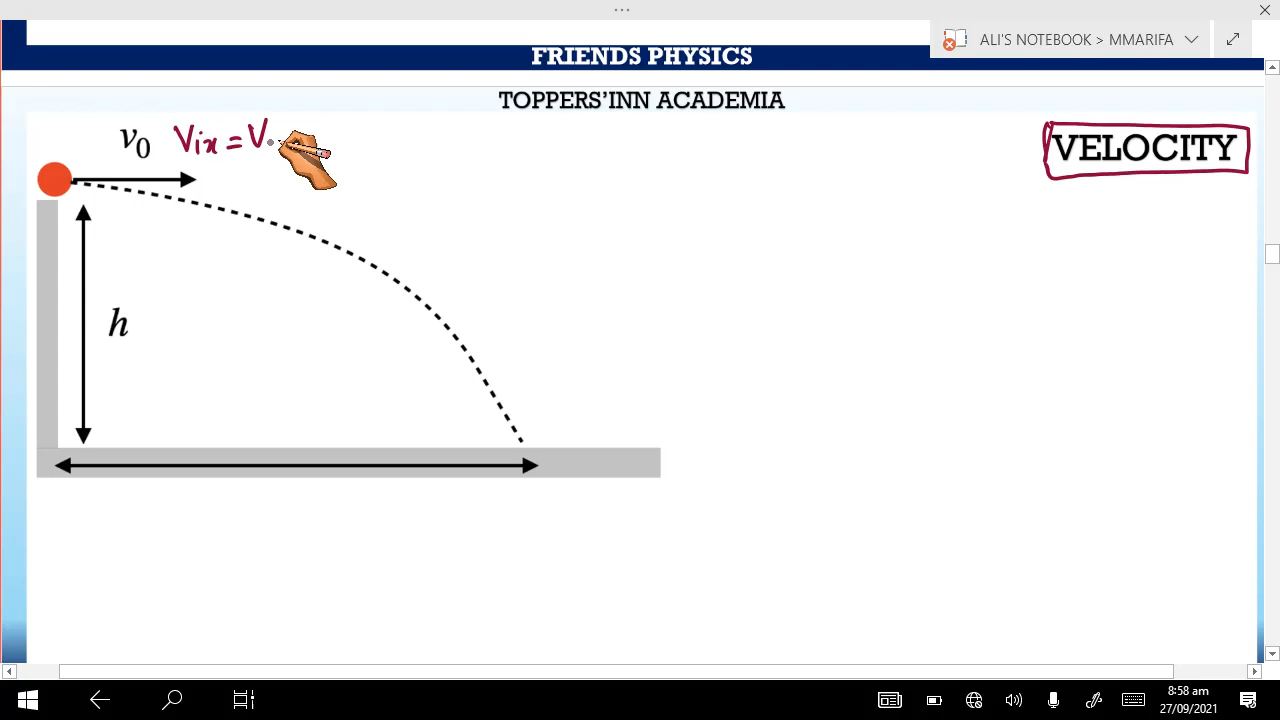 ALI'S NOTEBOOK > MMARIFA
FRIENDS PHYSICS
TOPPERS'INN ACADEMIA
v0 Vix = V
VELOCITY
h
8:58 am
27/09/2021